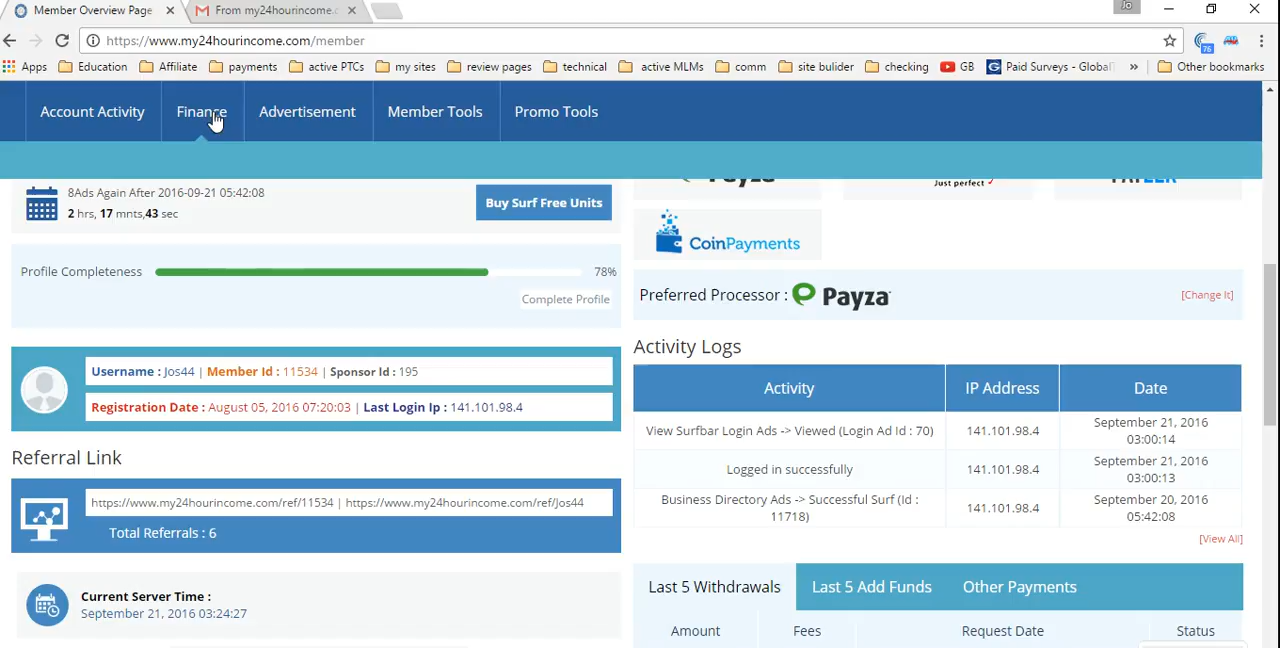 Member Overview Page
From my24hourincome.c
Jo
https://www.my24hourincome.com/member
76
Apps
Education
Affiliate
payments
active PTCs
my sites
review pages
technical
active MLMs
comm
site bulider
checking
GB
Paid Surveys - Global
»
Other bookmarks
Account Activity
Finance
Advertisement
Member Tools
Promo Tools
8Ads Again After 2016-09-21 05:42:08
2 hrs, 17 mnts,43 sec
Buy Surf Free Units
Payza
Just perfect ✓
PAYEER
CoinPayments
Profile Completeness
78%
Complete Profile
Preferred Processor : Payza
[Change It]
Username : Jos44 | Member Id : 11534 | Sponsor Id : 195
Registration Date : August 05, 2016 07:20:03 | Last Login Ip : 141.101.98.4
Referral Link
https://www.my24hourincome.com/ref/11534 | https://www.my24hourincome.com/ref/Jos44
Total Referrals : 6
Current Server Time :
September 21, 2016 03:24:27
Activity Logs
Activity
IP Address
Date
View Surfbar Login Ads -> Viewed (Login Ad Id : 70)
141.101.98.4
September 21, 2016
03:00:14
Logged in successfully
141.101.98.4
September 21, 2016
03:00:13
Business Directory Ads -> Successful Surf (Id :
11718)
141.101.98.4
September 20, 2016
05:42:08
[View All]
Last 5 Withdrawals
Last 5 Add Funds
Other Payments
Amount
Fees
Request Date
Status